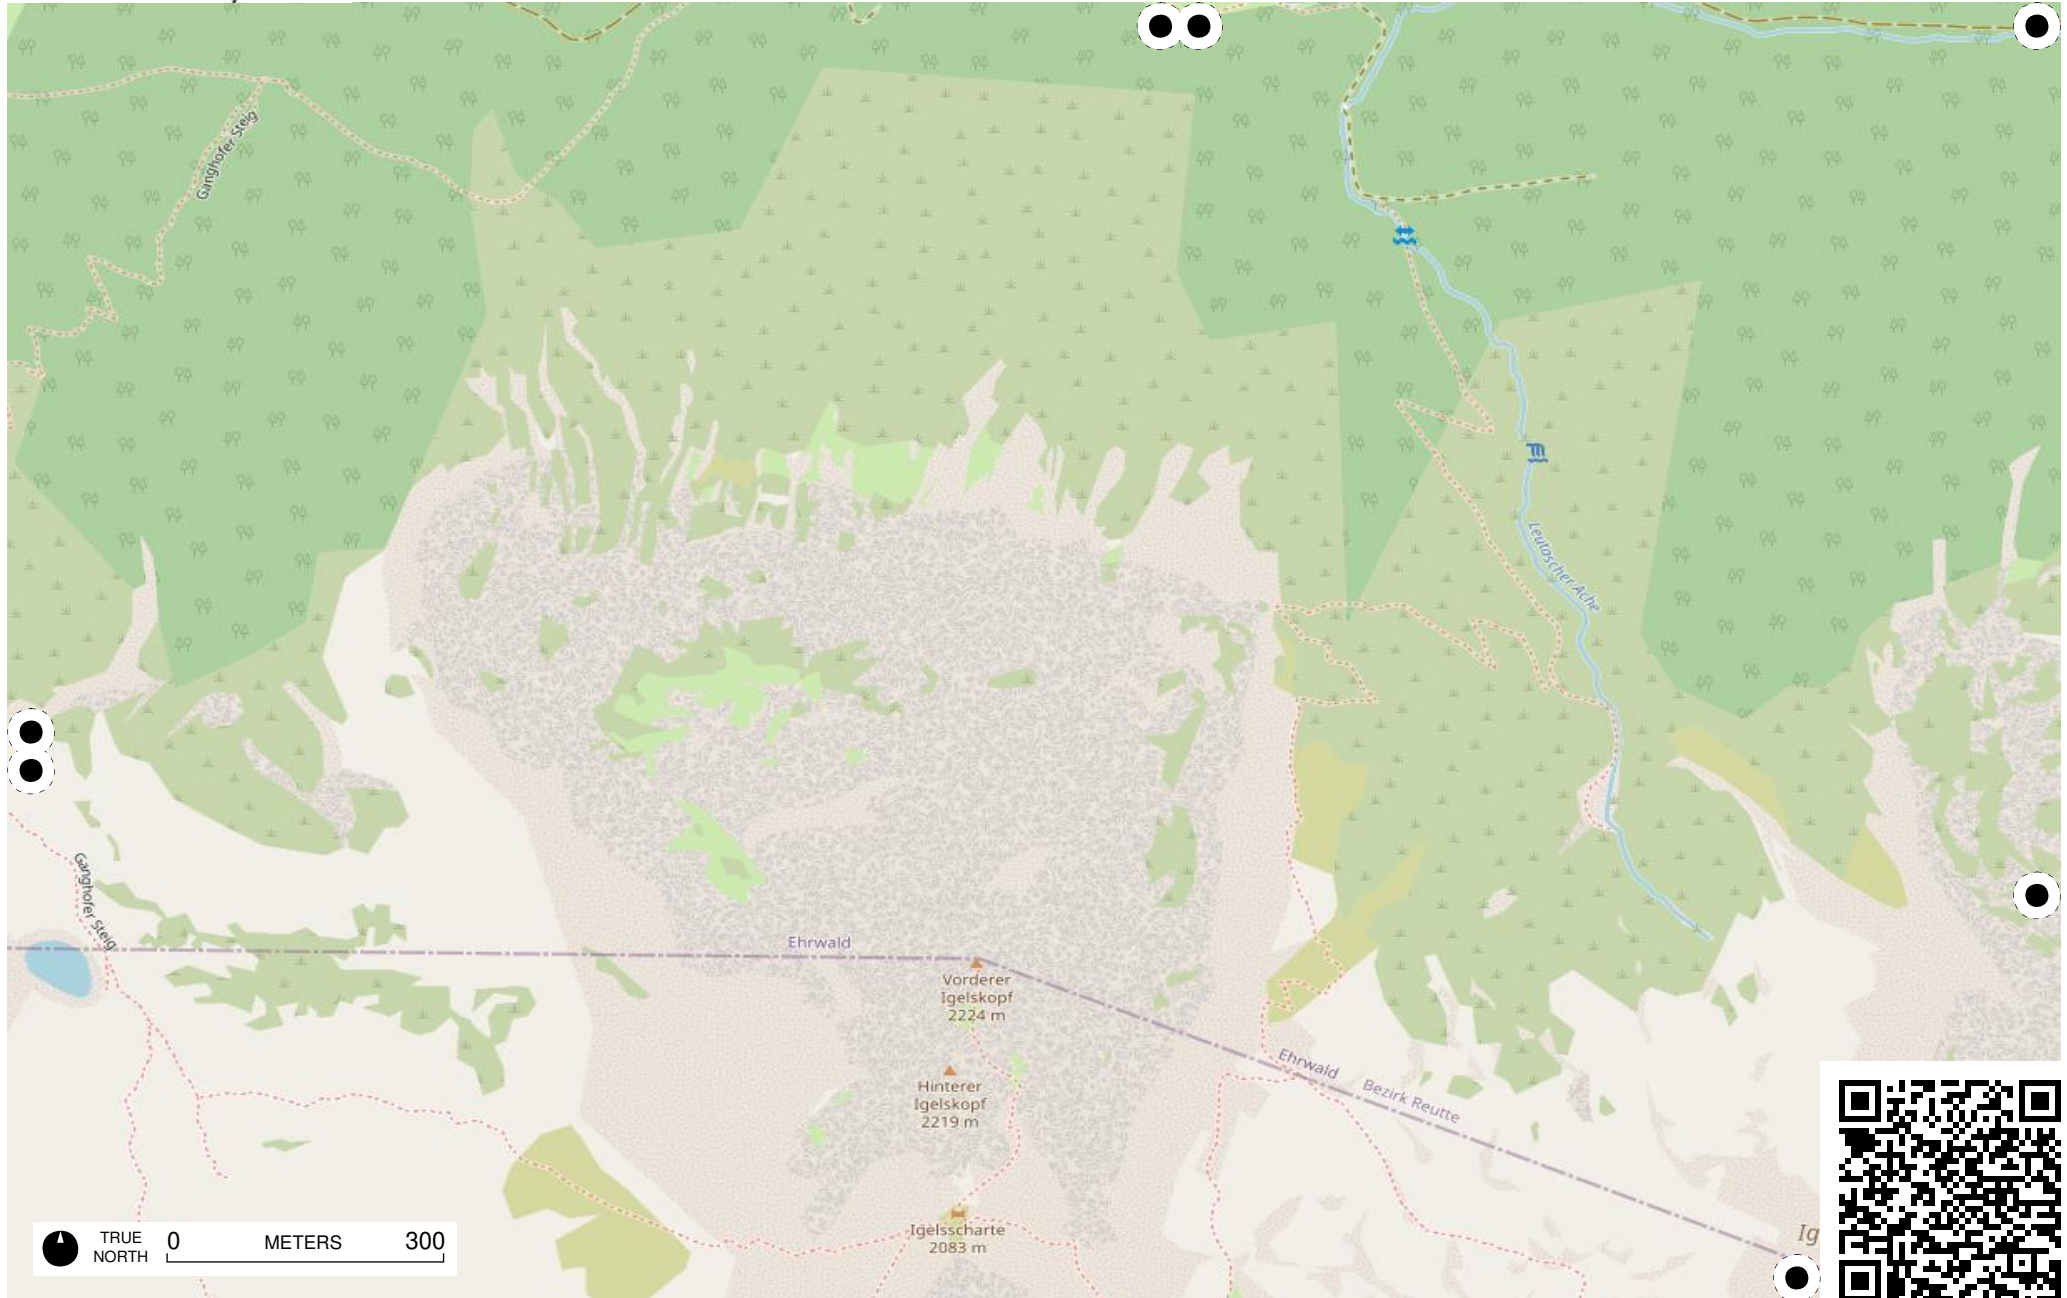 Ganghofer Steig
Leutascher Ache
Ganghofer Steig
Ehrwald
Vorderer
Igelskopf
2224 m
Hinterer
Igelskopf
2219 m
Ehrwald
Bezirk Reutte
Igelsscharte
2083 m
Ig
TRUE
NORTH
0 METERS 300